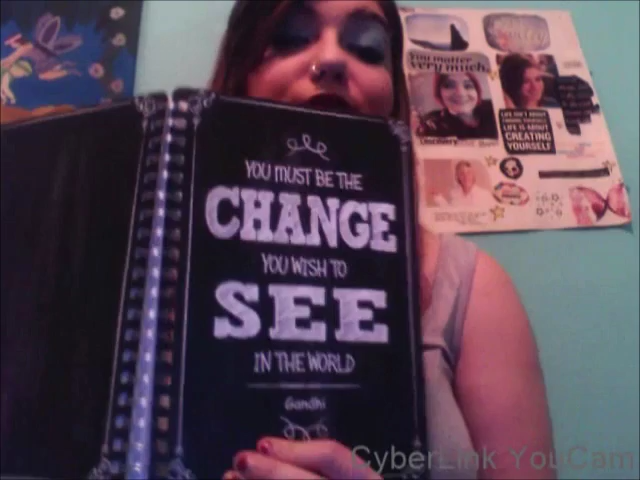 YOU MUST BE THE
CHANGE
YOU WISH TO
SEE
IN THE WORLD
Gandhi
You matter
very much.
LIFE ISN'T ABOUT
FINDING YOURSELF
LIFE IS ABOUT
CREATING
YOURSELF
CyberLink YouCam